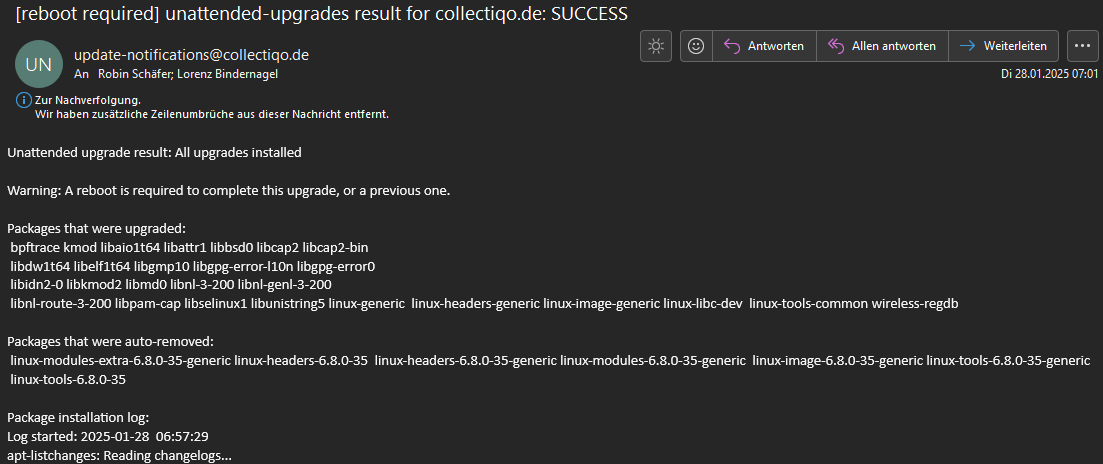 [reboot required] unattended-upgrades result for collectiqo.de: SUCCESS
UN
update-notifications@collectiqo.de
An Robin Schäfer; Lorenz Bindernagel
Antworten
Allen antworten
Weiterleiten
Di 28.01.2025 07:01
Zur Nachverfolgung.
Wir haben zusätzliche Zeilenumbrüche aus dieser Nachricht entfernt.
Unattended upgrade result: All upgrades installed
Warning: A reboot is required to complete this upgrade, or a previous one.
Packages that were upgraded:
bpftrace kmod libaio1t64 libattr1 libbsd0 libcap2 libcap2-bin
libdw1t64 libelf1t64 libgmp10 libgpg-error-l10n libgpg-error0
libidn2-0 libkmod2 libmd0 libnl-3-200 libnl-genl-3-200
libnl-route-3-200 libpam-cap libselinux1 libunistring5 linux-generic linux-headers-generic linux-image-generic linux-libc-dev linux-tools-common wireless-regdb
Packages that were auto-removed:
linux-modules-extra-6.8.0-35-generic linux-headers-6.8.0-35 linux-headers-6.8.0-35-generic linux-modules-6.8.0-35-generic linux-image-6.8.0-35-generic linux-tools-6.8.0-35-generic
linux-tools-6.8.0-35
Package installation log:
Log started: 2025-01-28 06:57:29
apt-listchanges: Reading changelogs...